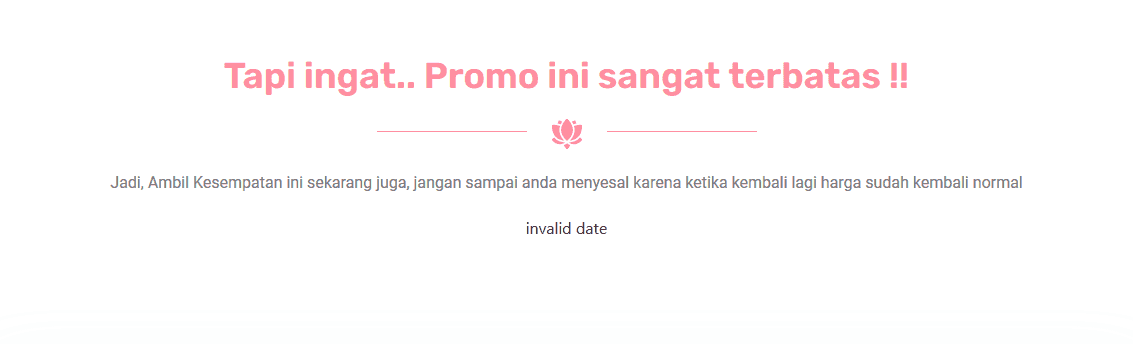 Tapi ingat.. Promo ini sangat terbatas !!
Jadi, Ambil Kesempatan ini sekarang juga, jangan sampai anda menyesal karena ketika kembali lagi harga sudah kembali normal
invalid date